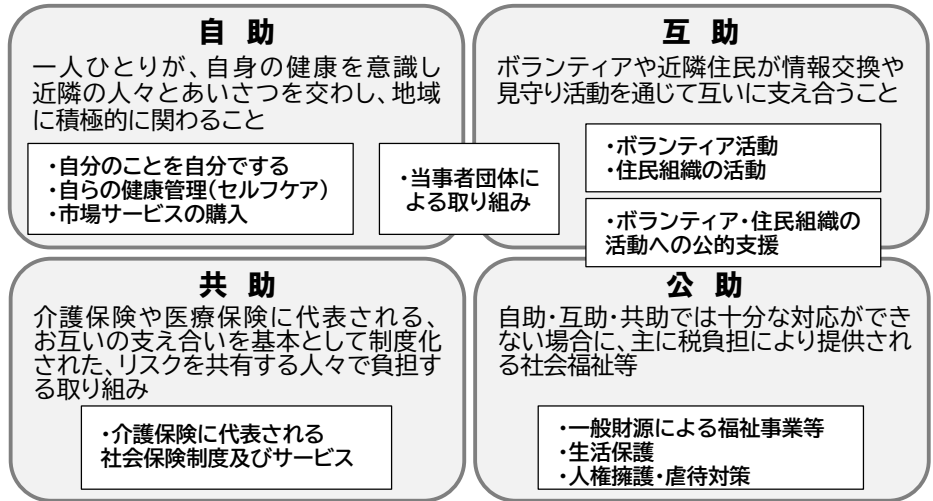 自 助
一人ひとりが、自身の健康を意識し
近隣の人々とあいさつを交わし、地域
に積極的に関わること
・自分のことを自分でする
・自らの健康管理(セルフケア)
・市場サービスの購入
・当事者団体に
よる取り組み
互 助
ボランティアや近隣住民が情報交換や
見守り活動を通じて互いに支え合うこと
・ボランティア活動
・住民組織の活動
・ボランティア・住民組織の
活動への公的支援
共 助
介護保険や医療保険に代表される、
お互いの支え合いを基本として制度化
された、リスクを共有する人々で負担す
る取り組み
・介護保険に代表される
社会保険制度及びサービス
公 助
自助・互助・共助では十分な対応ができ
ない場合に、主に税負担により提供され
る社会福祉等
・一般財源による福祉事業等
・生活保護
・人権擁護・虐待対策